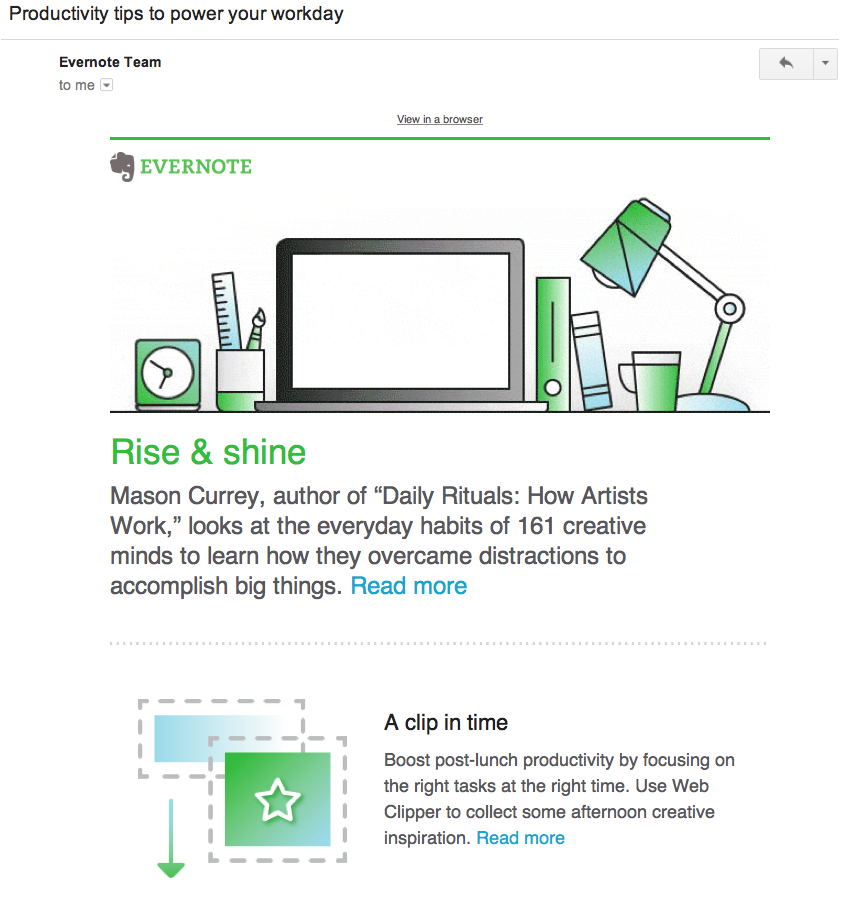 Productivity tips to power your workday
Evernote Team
to me
View in a browser
EVERNOTE
Rise & shine
Mason Currey, author of “Daily Rituals: How Artists
Work,” looks at the everyday habits of 161 creative
minds to learn how they overcame distractions to
accomplish big things. Read more
A clip in time
Boost post-lunch productivity by focusing on
the right tasks at the right time. Use Web
Clipper to collect some afternoon creative
inspiration. Read more